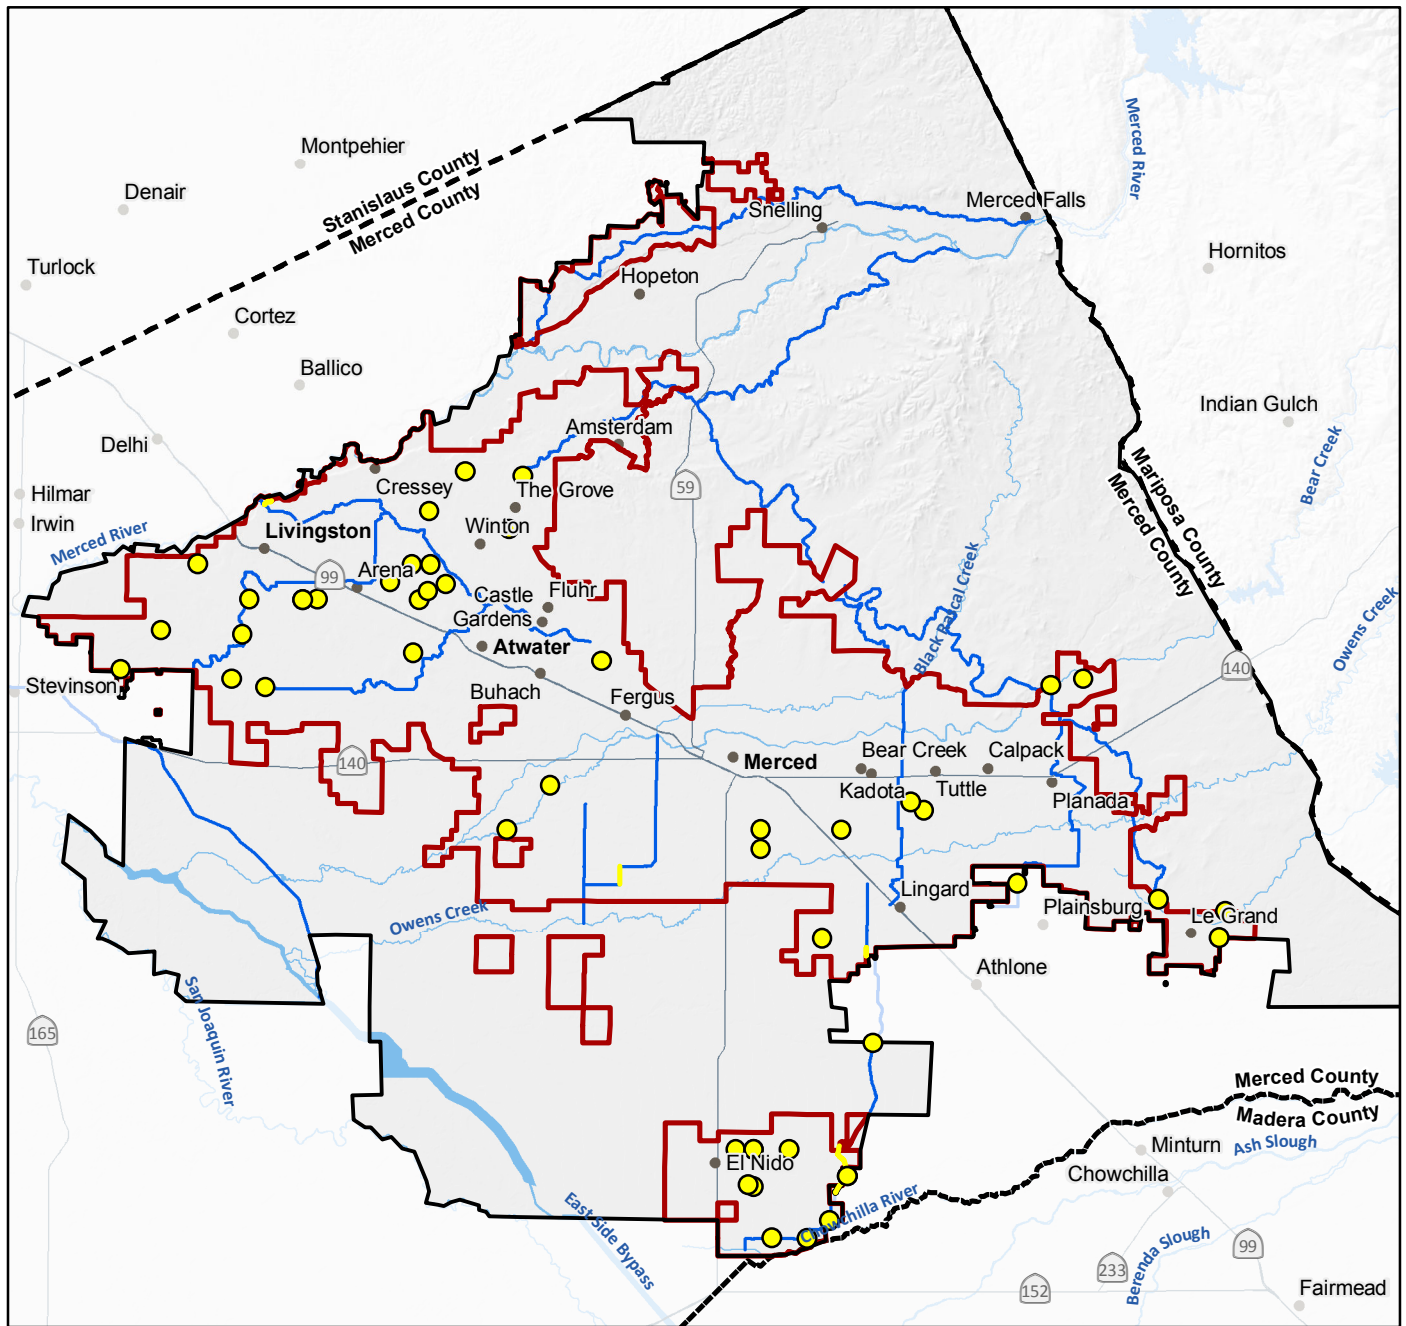 Montpehier
Denair
Stanislaus County
Merced County
Merced River
Snelling
Merced Falls
Turlock
Hornitos
Hopeton
Cortez
Ballico
Indian Gulch
Delhi
Amsterdam
Bear Creek
Mariposa County
Merced County
Hilmar
Irwin
Cressey
The Grove
59
Winton
Merced River
Livingston
99
Arena
Castle
Gardens
Fluhr
Black Rascal Creek
Owens Creek
Atwater
140
Stevinson
Buhach
Fergus
140
Merced
Bear Creek
Calpack
Kadota
Tuttle
Planada
Lingard
Plainsburg
Le Grand
Owens Creek
Athlone
San Joaquin River
165
Merced County
Madera County
Minturn
Ash Slough
Chowchilla
El Nido
Chowchilla River
East Side Bypass
Berenda Slough
99
233
152
Fairmead